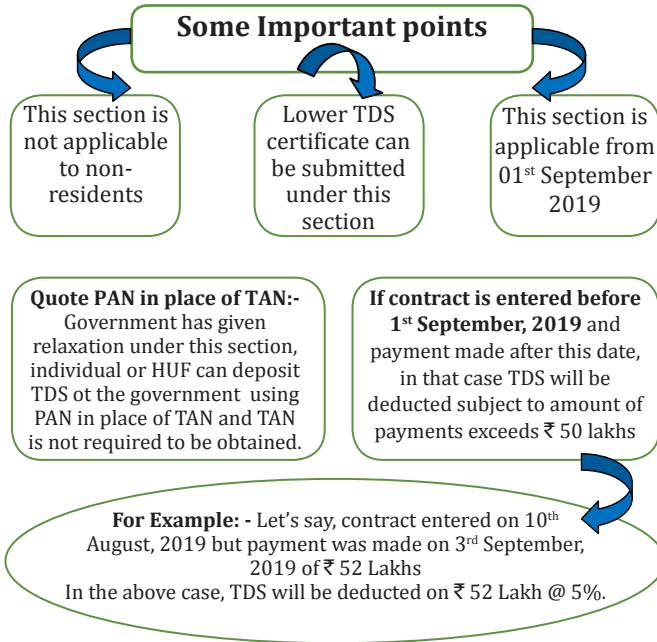 Some Important points
This section is
not applicable
to non-
residents
Lower TDS
certificate can
be submitted
under this
section
This section is
applicable from
01st September
2019
Quote PAN in place of TAN:-
Government has given
relaxation under this section,
individual or HUF can deposit
TDS ot the government using
PAN in place of TAN and TAN
is not required to be obtained.
If contract is entered before
1st September, 2019 and
payment made after this date,
in that case TDS will be
deducted subject to amount of
payments exceeds ₹ 50 lakhs
For Example: - Let's say, contract entered on 10th
August, 2019 but payment was made on 3rd September,
2019 of ₹ 52 Lakhs
In the above case, TDS will be deducted on ₹ 52 Lakh @ 5%.